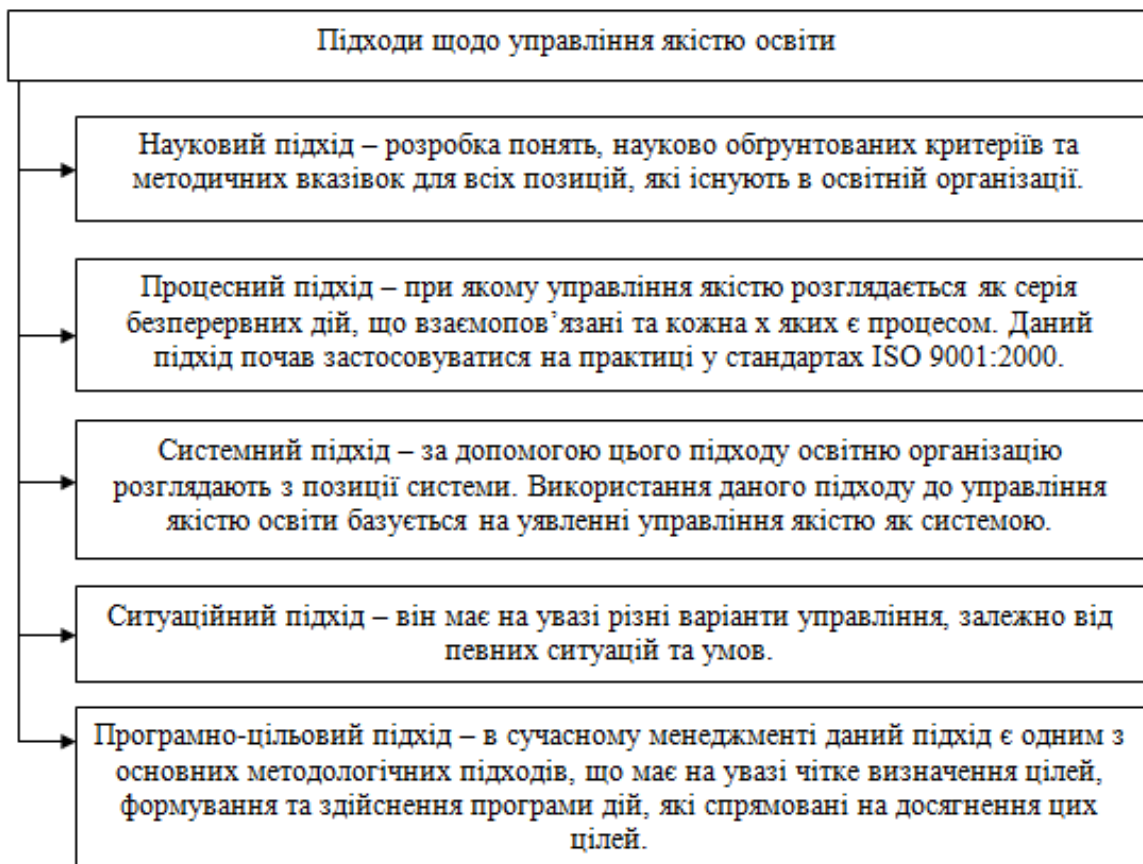 Підходи щодо управління якістю освіти
Науковий підхід – розробка понять, науково обґрунтованих критеріїв та
методичних вказівок для всіх позицій, які існують в освітній організації.
Процесний підхід – при якому управління якістю розглядається як серія
безперервних дій, що взаємопов’язані та кожна х яких є процесом. Даний
підхід почав застосовуватися на практиці у стандартах ISO 9001:2000.
Системний підхід – за допомогою цього підходу освітню організацію
розглядають з позиції системи. Використання даного підходу до управління
якістю освіти базується на уявленні управління якістю як системою.
Ситуаційний підхід – він має на увазі різні варіанти управління, залежно від
певних ситуацій та умов.
Програмно-цільовий підхід – в сучасному менеджменті даний підхід є одним з
основних методологічних підходів, що має на увазі чітке визначення цілей,
формування та здійснення програми дій, які спрямовані на досягнення цих
цілей.